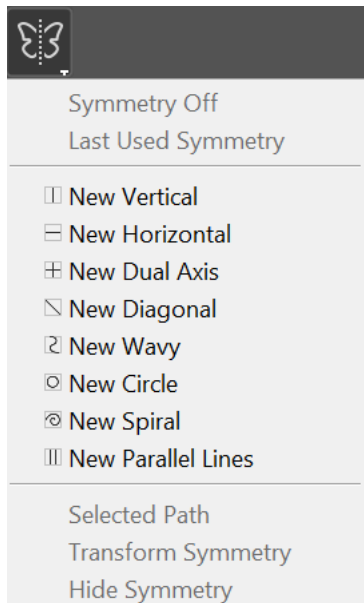 Symmetry Off
Last Used Symmetry
New Vertical
New Horizontal
New Dual Axis
New Diagonal
New Wavy
New Circle
New Spiral
New Parallel Lines
Selected Path
Transform Symmetry
Hide Symmetry